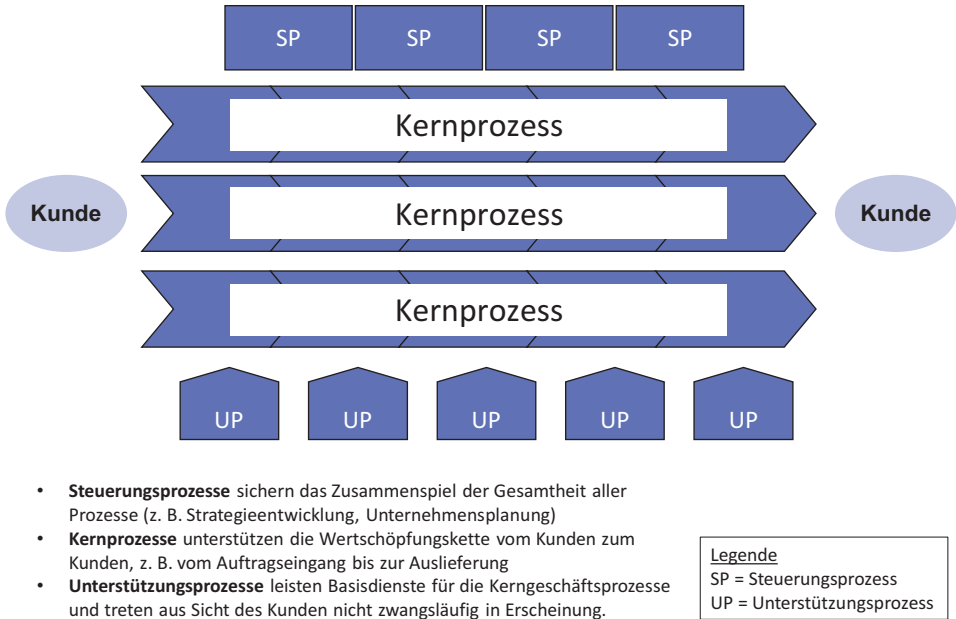 SP SP SP SP
Kernprozess
Kunde Kernprozess Kunde
Kernprozess
UP UP UP UP UP
• Steuerungsprozesse sichern das Zusammenspiel der Gesamtheit aller
Prozesse (z. B. Strategieentwicklung, Unternehmensplanung)
• Kernprozesse unterstützen die Wertschöpfungskette vom Kunden zum
Kunden, z. B. vom Auftragseingang bis zur Auslieferung
• Unterstützungsprozesse leisten Basisdienste für die Kerngeschäftsprozesse
und treten aus Sicht des Kunden nicht zwangsläufig in Erscheinung.
Legende
SP = Steuerungsprozess
UP = Unterstützungsprozess